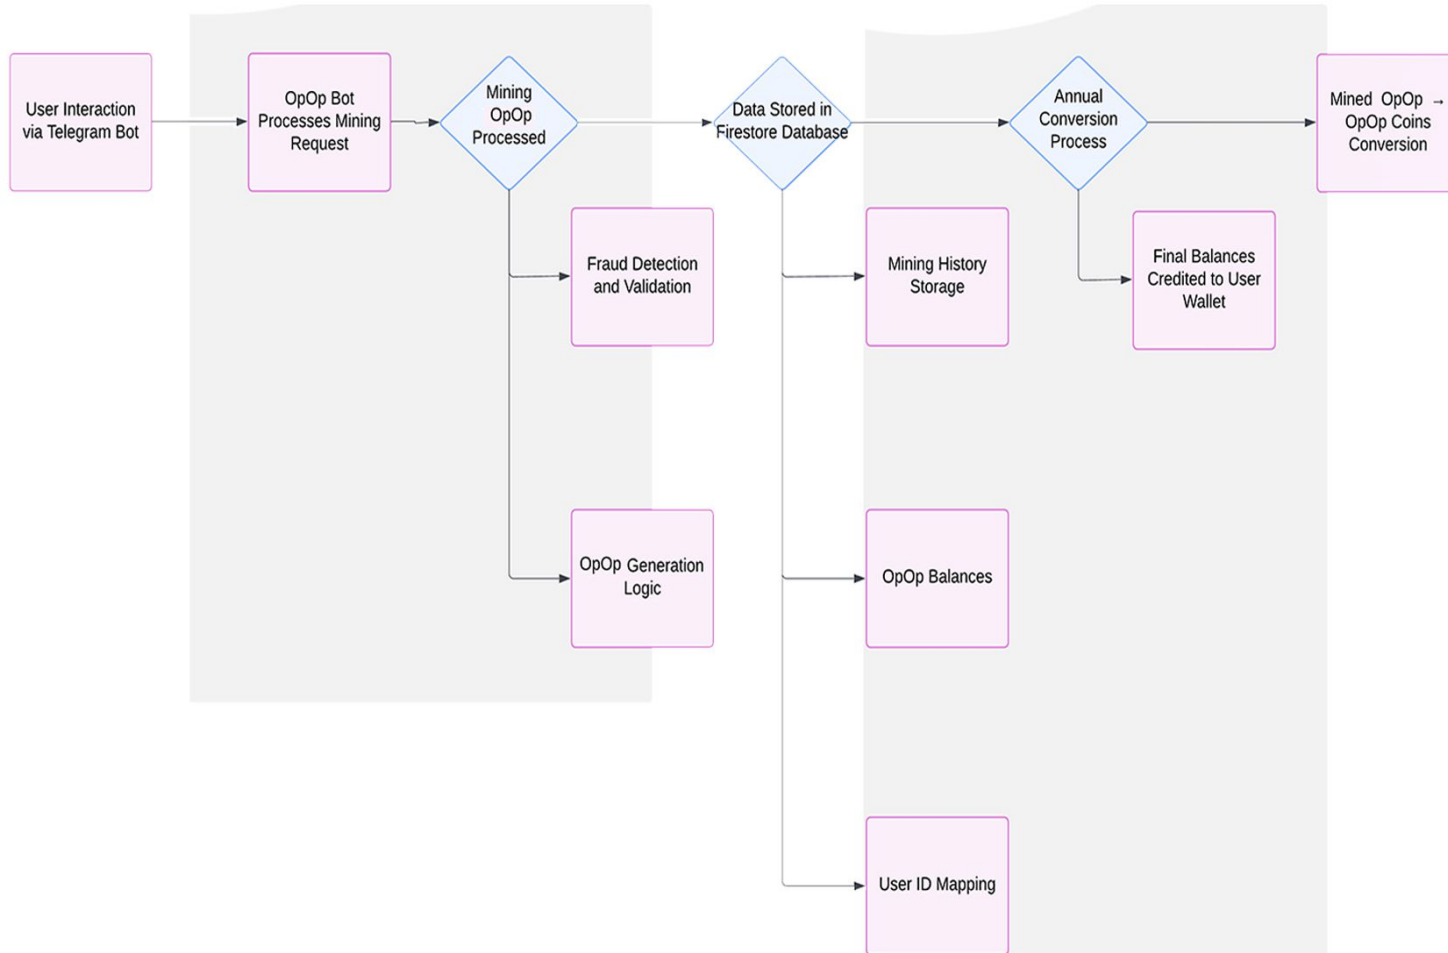 User Interaction
via Telegram Bot
OpOp Bot
Processes Mining
Request
Mining
OpOp
Processed
Data Stored in
Firestore Database
Annual
Conversion
Process
Mined OpOp →
OpOp Coins
Conversion
Fraud Detection
and Validation
Mining History
Storage
Final Balances
Credited to User
Wallet
OpOp Generation
Logic
OpOp Balances
User ID Mapping